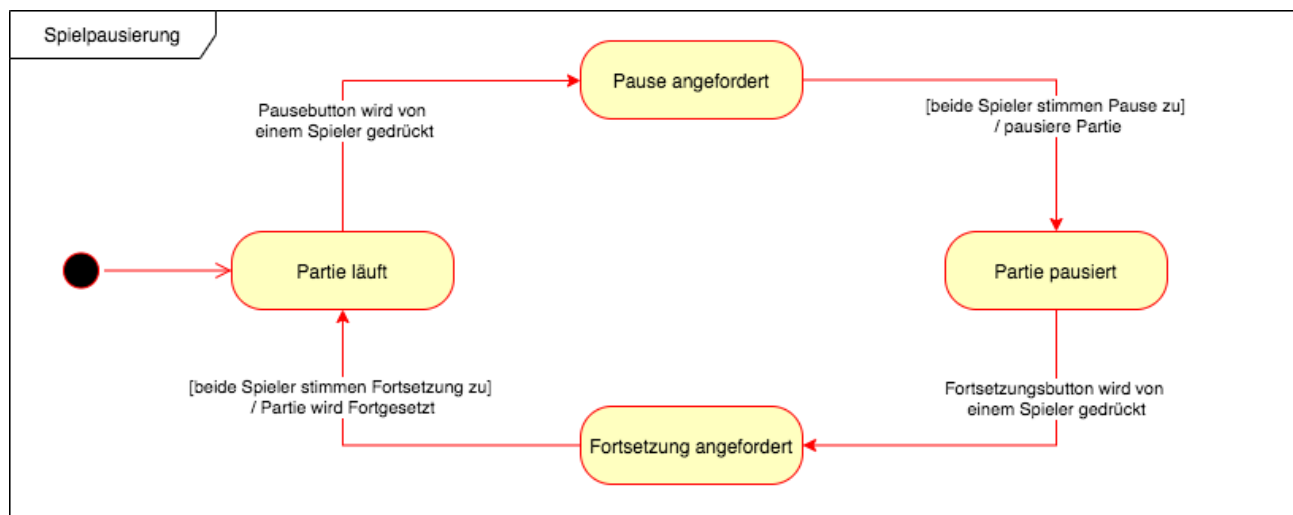 Spielpausierung
Pause angefordert
Pausebutton wird von
einem Spieler gedrückt
[beide Spieler stimmen Pause zu]
/ pausiere Partie
Partie läuft
Partie pausiert
[beide Spieler stimmen Fortsetzung zu]
/ Partie wird Fortgesetzt
Fortsetzungsbutton wird von
einem Spieler gedrückt
Fortsetzung angefordert